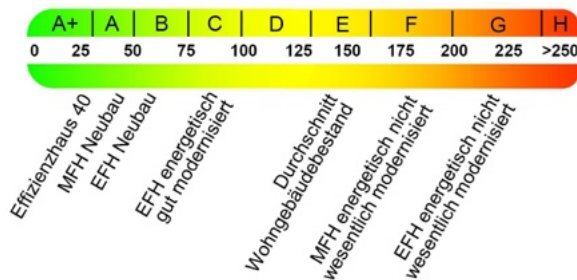 A+ A B C D E F G H
0 25 50 75 100 125 150 175 200 225 >250
Effizienzhaus 40
MFH Neubau
EFH Neubau
EFH energetisch
gut modernisiert
Durchschnitt
Wohngebäudebestand
MFH energetisch nicht
wesentlich modernisiert
EFH energetisch nicht
wesentlich modernisiert